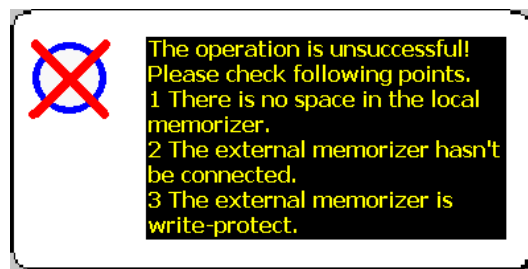 The operation is unsuccessful!
Please check following points.
1 There is no space in the local
memorizer.
2 The external memorizer hasn't
be connected.
3 The external memorizer is
write-protect.